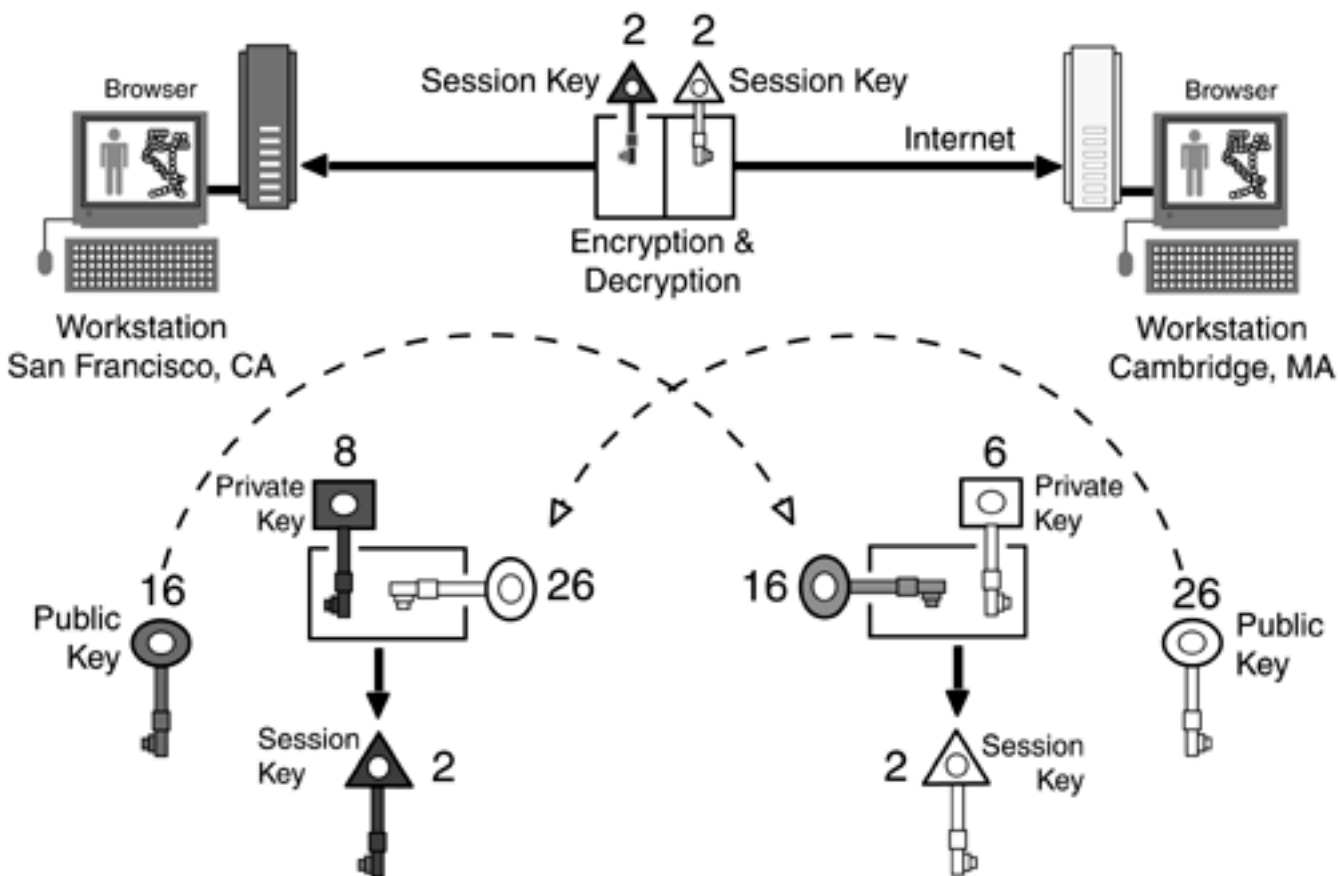 2 2
Session Key Session Key
Browser
Browser
Internet
Encryption &
Decryption
Workstation
San Francisco, CA
Workstation
Cambridge, MA
8
Private
Key
6
Private
Key
16
Public
Key
26
16
26
Public
Key
Session
Key
2
2
Session
Key